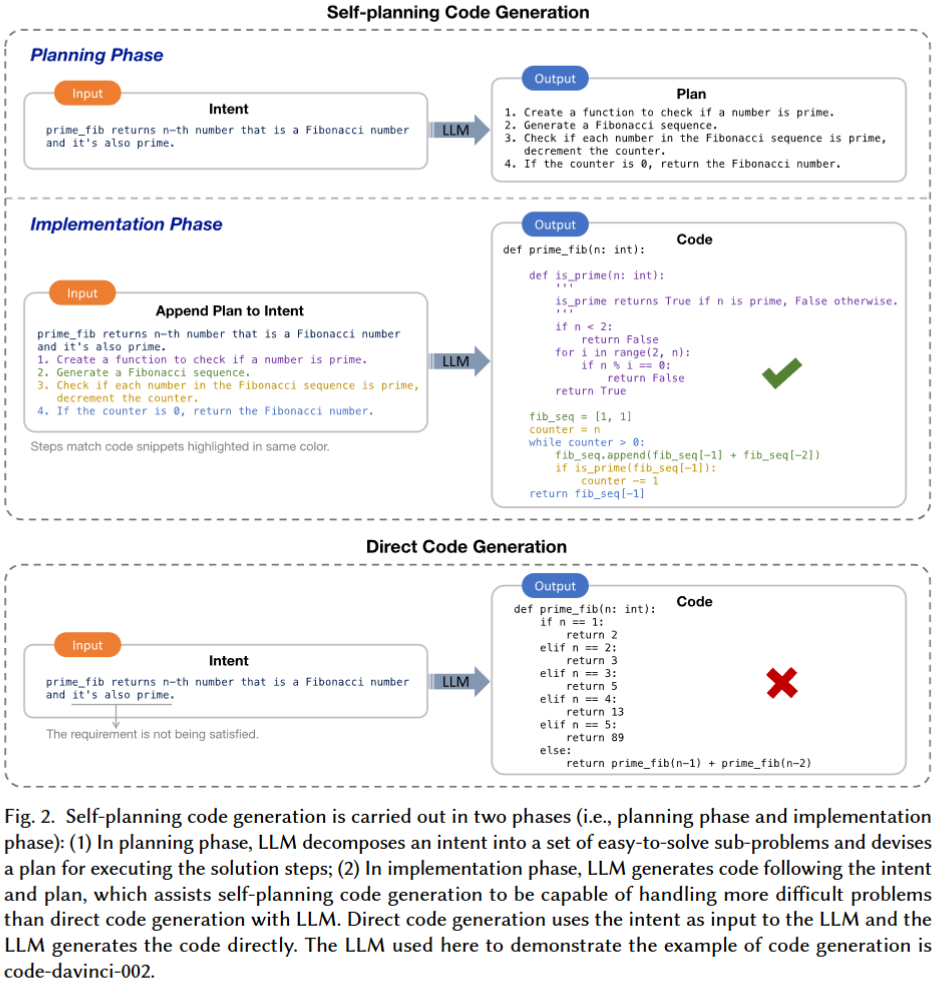 Self-planning Code Generation
Planning Phase
Input
Intent
prime_fib returns n-th number that is a Fibonacci number
and it's also prime.
LLM
Output
Plan
1. Create a function to check if a number is prime.
2. Generate a Fibonacci sequence.
3. Check if each number in the Fibonacci sequence is prime,
decrement the counter.
4. If the counter is 0, return the Fibonacci number.
Implementation Phase
Input
Append Plan to Intent
prime_fib returns n-th number that is a Fibonacci number
and it's also prime.
1. Create a function to check if a number is prime.
2. Generate a Fibonacci sequence.
3. Check if each number in the Fibonacci sequence is prime,
decrement the counter.
4. If the counter is 0, return the Fibonacci number.
Steps match code snippets highlighted in same color.
LLM
Output
Code
def prime_fib(n: int):
def is_prime(n: int):
'''
is_prime returns True if n is prime, False otherwise.
'''
if n < 2:
return False
for i in range(2, n):
if n % i == 0:
return False
return True
fib_seq = [1, 1]
counter = n
while counter > 0:
fib_seq.append(fib_seq[-1] + fib_seq[-2])
if is_prime(fib_seq[-1]):
counter -= 1
return fib_seq[-1]
Direct Code Generation
Input
Intent
prime_fib returns n-th number that is a Fibonacci number
and it's also prime.
The requirement is not being satisfied.
LLM
Output
Code
def prime_fib(n: int):
if n == 1:
return 2
elif n == 2:
return 3
elif n == 3:
return 5
elif n == 4:
return 13
elif n == 5:
return 89
else:
return prime_fib(n-1) + prime_fib(n-2)
Fig. 2. Self-planning code generation is carried out in two phases (i.e., planning phase and implementation
phase): (1) In planning phase, LLM decomposes an intent into a set of easy-to-solve sub-problems and devises
a plan for executing the solution steps; (2) In implementation phase, LLM generates code following the intent
and plan, which assists self-planning code generation to be capable of handling more difficult problems
than direct code generation with LLM. Direct code generation uses the intent as input to the LLM and the
LLM generates the code directly. The LLM used here to demonstrate the example of code generation is
code-davinci-002.